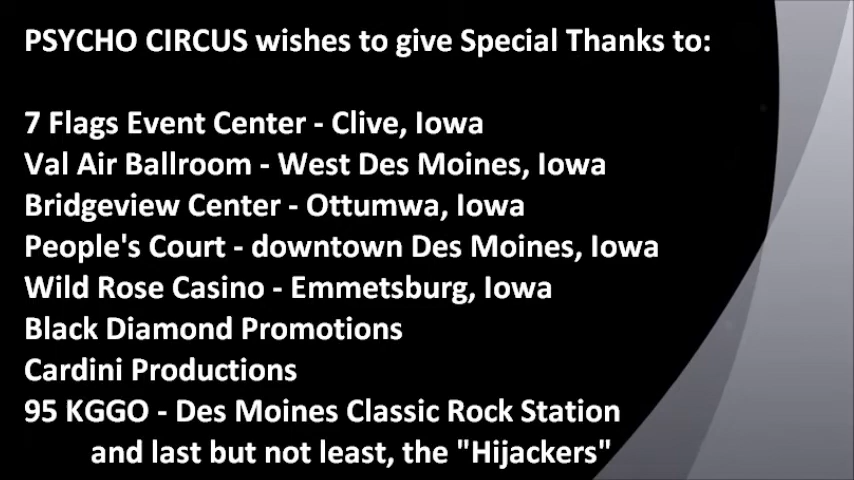 PSYCHO CIRCUS wishes to give Special Thanks to:
7 Flags Event Center - Clive, Iowa
Val Air Ballroom - West Des Moines, Iowa
Bridgeview Center - Ottumwa, Iowa
People's Court - downtown Des Moines, Iowa
Wild Rose Casino - Emmetsburg, Iowa
Black Diamond Promotions
Cardini Productions
95 KGGO - Des Moines Classic Rock Station
and last but not least, the "Hijackers"